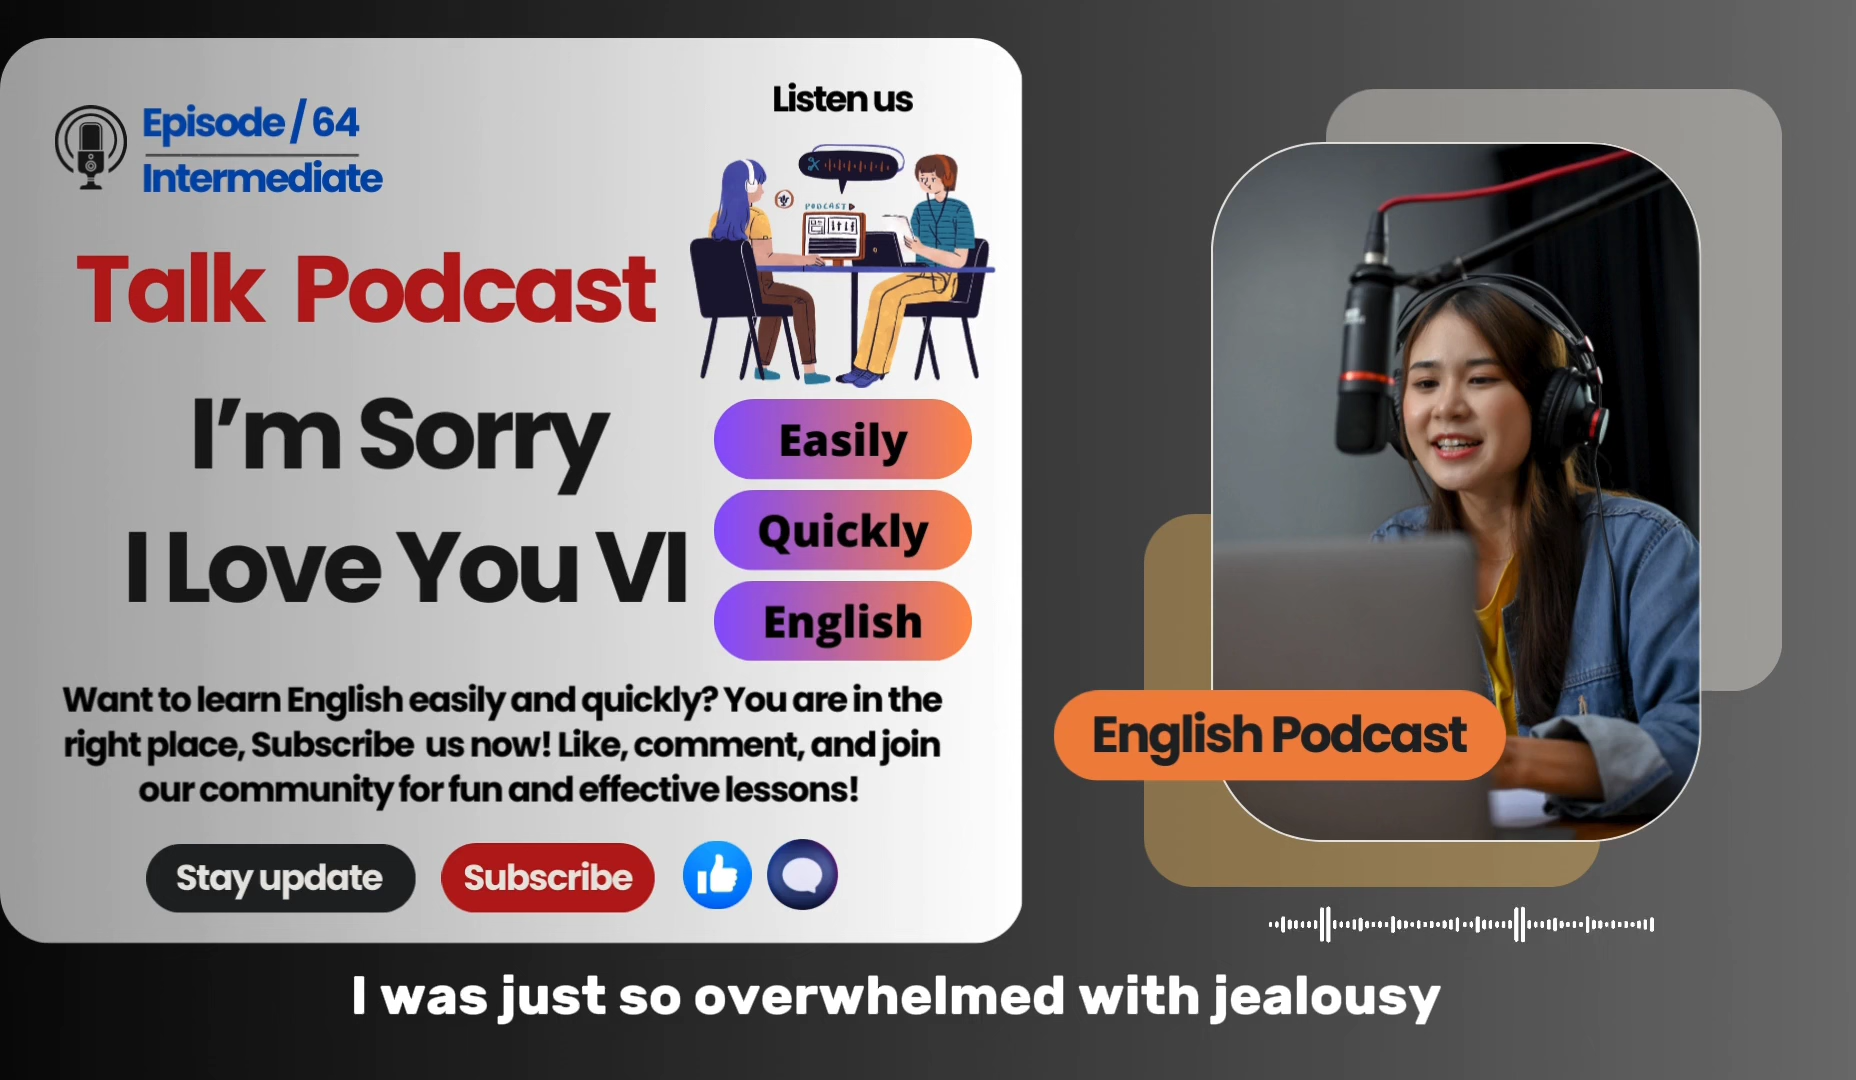 Episode / 64
Intermediate
Listen us
PODCAST
Talk Podcast
I'm Sorry
I Love You VI
Easily
Quickly
English
Want to learn English easily and quickly? You are in the
right place, Subscribe us now! Like, comment, and join
our community for fun and effective lessons!
Stay update
Subscribe
English Podcast
I was just so overwhelmed with jealousy